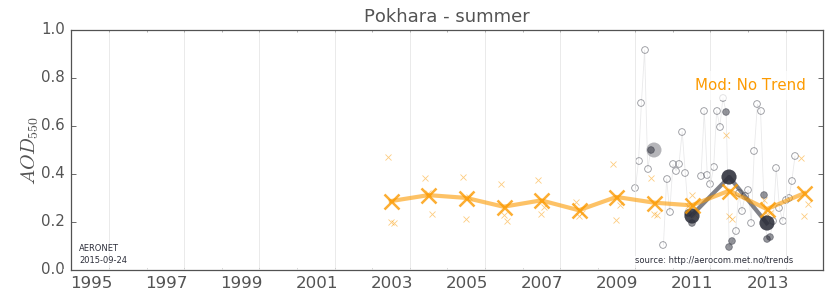 Pokhara - summer
1.0
0.8
0.6
0.4
0.2
0.0
AOD550
Mod: No Trend
AERONET
2015-09-24
source: http://aerocom.met.no/trends
1995 1997 1999 2001 2003 2005 2007 2009 2011 2013